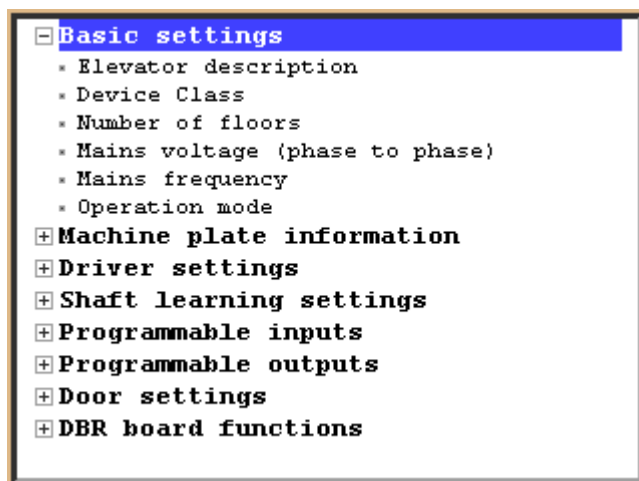 Basic settings
Elevator description
Device Class
Number of floors
Mains voltage (phase to phase)
Mains frequency
Operation mode
Machine plate information
Driver settings
Shaft learning settings
Programmable inputs
Programmable outputs
Door settings
DBR board functions